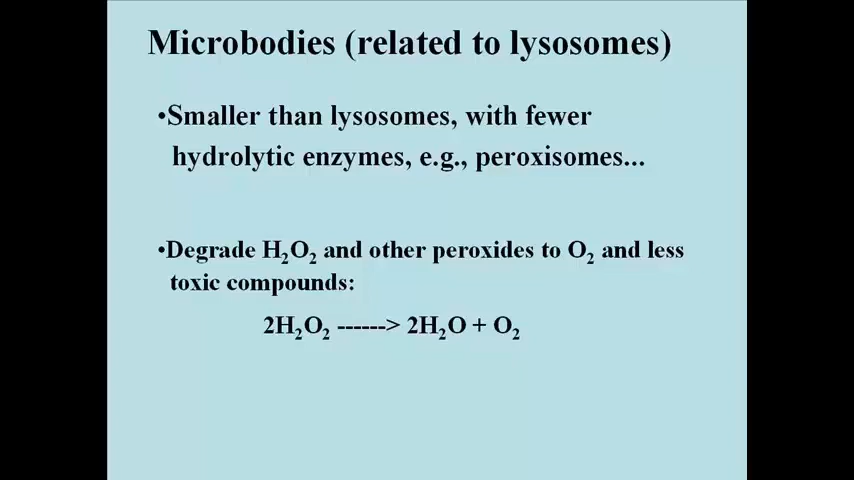 Microbodies (related to lysosomes)
•Smaller than lysosomes, with fewer
hydrolytic enzymes, e.g., peroxisomes...
•Degrade H₂O₂ and other peroxides to O₂ and less
toxic compounds:
2H₂O₂ ------> 2H₂O + O₂